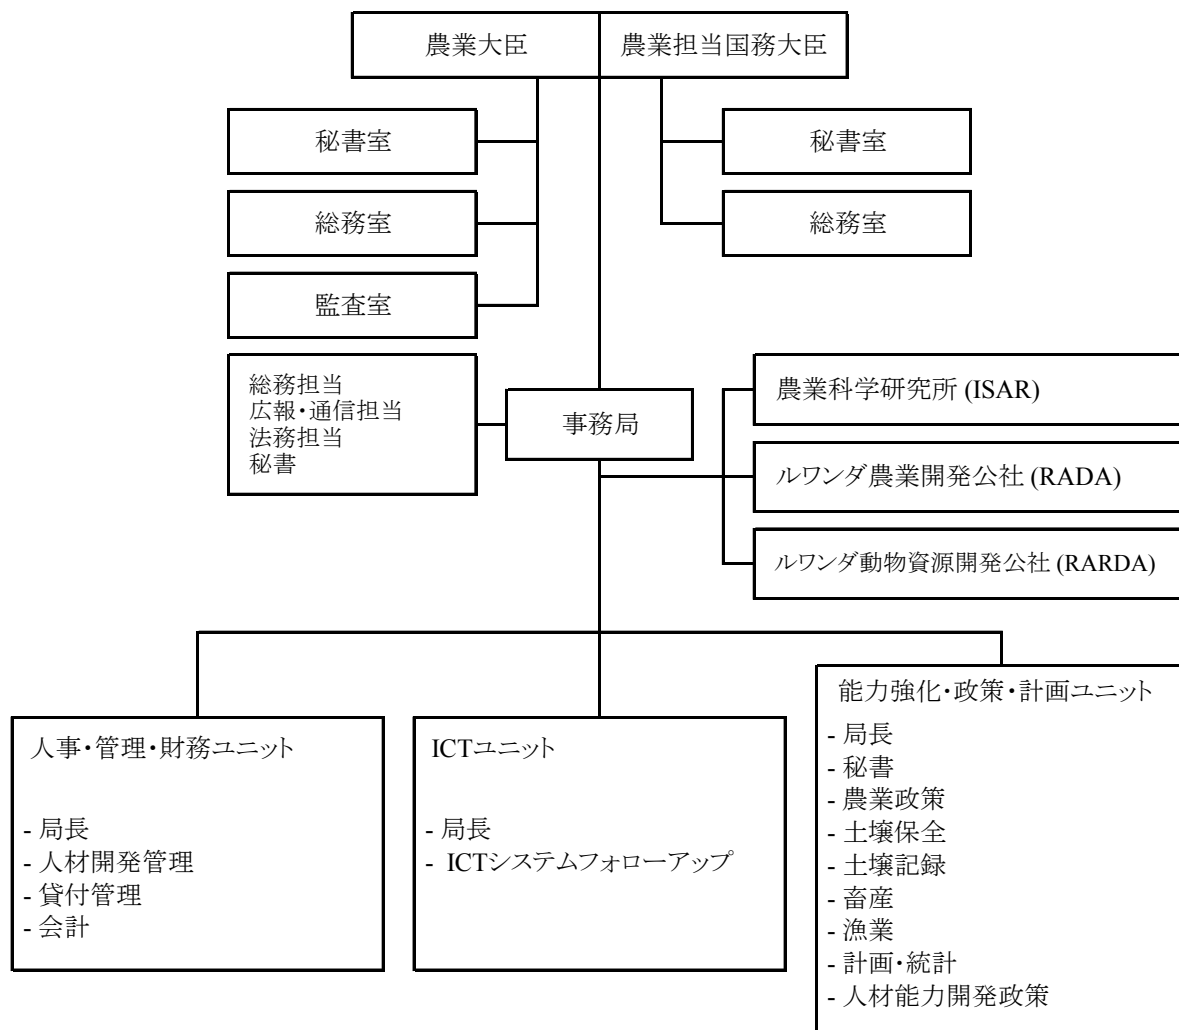 農業大臣
農業担当国務大臣
秘書室
秘書室
総務室
総務室
監査室
総務担当
広報・通信担当
法務担当
秘書
事務局
農業科学研究所 (ISAR)
ルワンダ農業開発公社 (RADA)
ルワンダ動物資源開発公社 (RARDA)
人事・管理・財務ユニット
- 局長
- 人材開発管理
- 貸付管理
- 会計
ICTユニット
- 局長
- ICTシステムフォローアップ
能力強化・政策・計画ユニット
- 局長
- 秘書
- 農業政策
- 土壌保全
- 土壌記録
- 畜産
- 漁業
- 計画・統計
- 人材能力開発政策